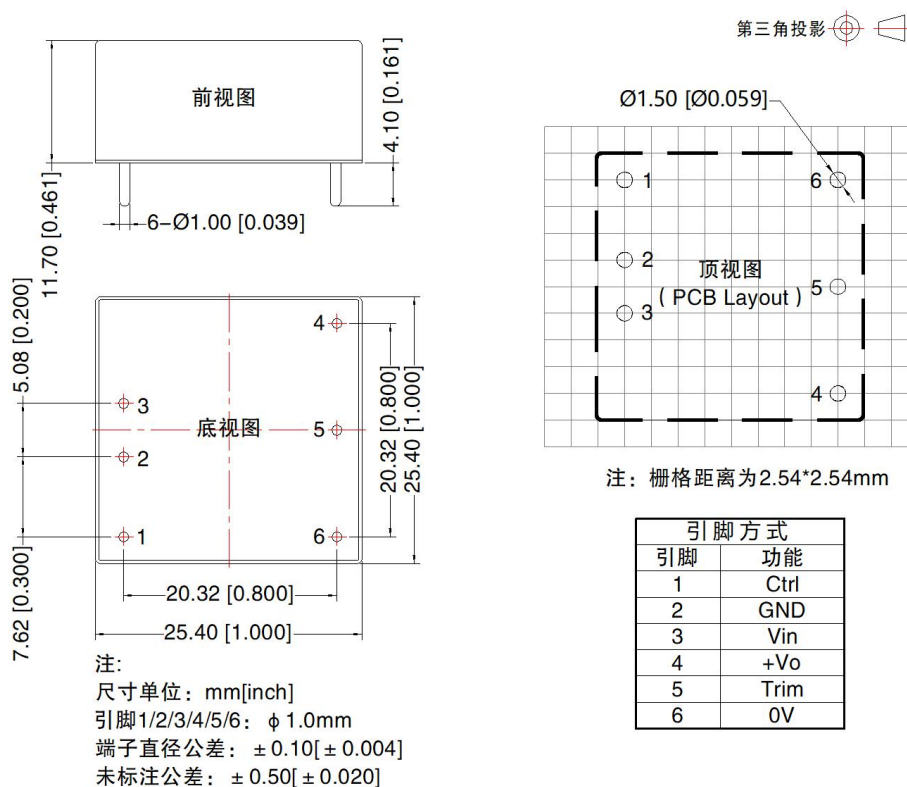 第三角投影
前视图
11.70 [0.461]
4.10 [0.161]
6-Ø1.00 [0.039]
Ø1.50 [Ø0.059]
1
6
2
顶视图
( PCB Layout )
5
3
4
注：栅格距离为2.54*2.54mm
5.08 [0.200]
4
3
底视图
5
2
1
6
20.32 [0.800]
25.40 [1.000]
7.62 [0.300]
20.32 [0.800]
25.40 [1.000]
注:
尺寸单位：mm[inch]
引脚1/2/3/4/5/6：ϕ1.0mm
端子直径公差：±0.10[±0.004]
未标注公差：±0.50[±0.020]
引脚方式
引脚 功能
1 Ctrl
2 GND
3 Vin
4 +Vo
5 Trim
6 0V